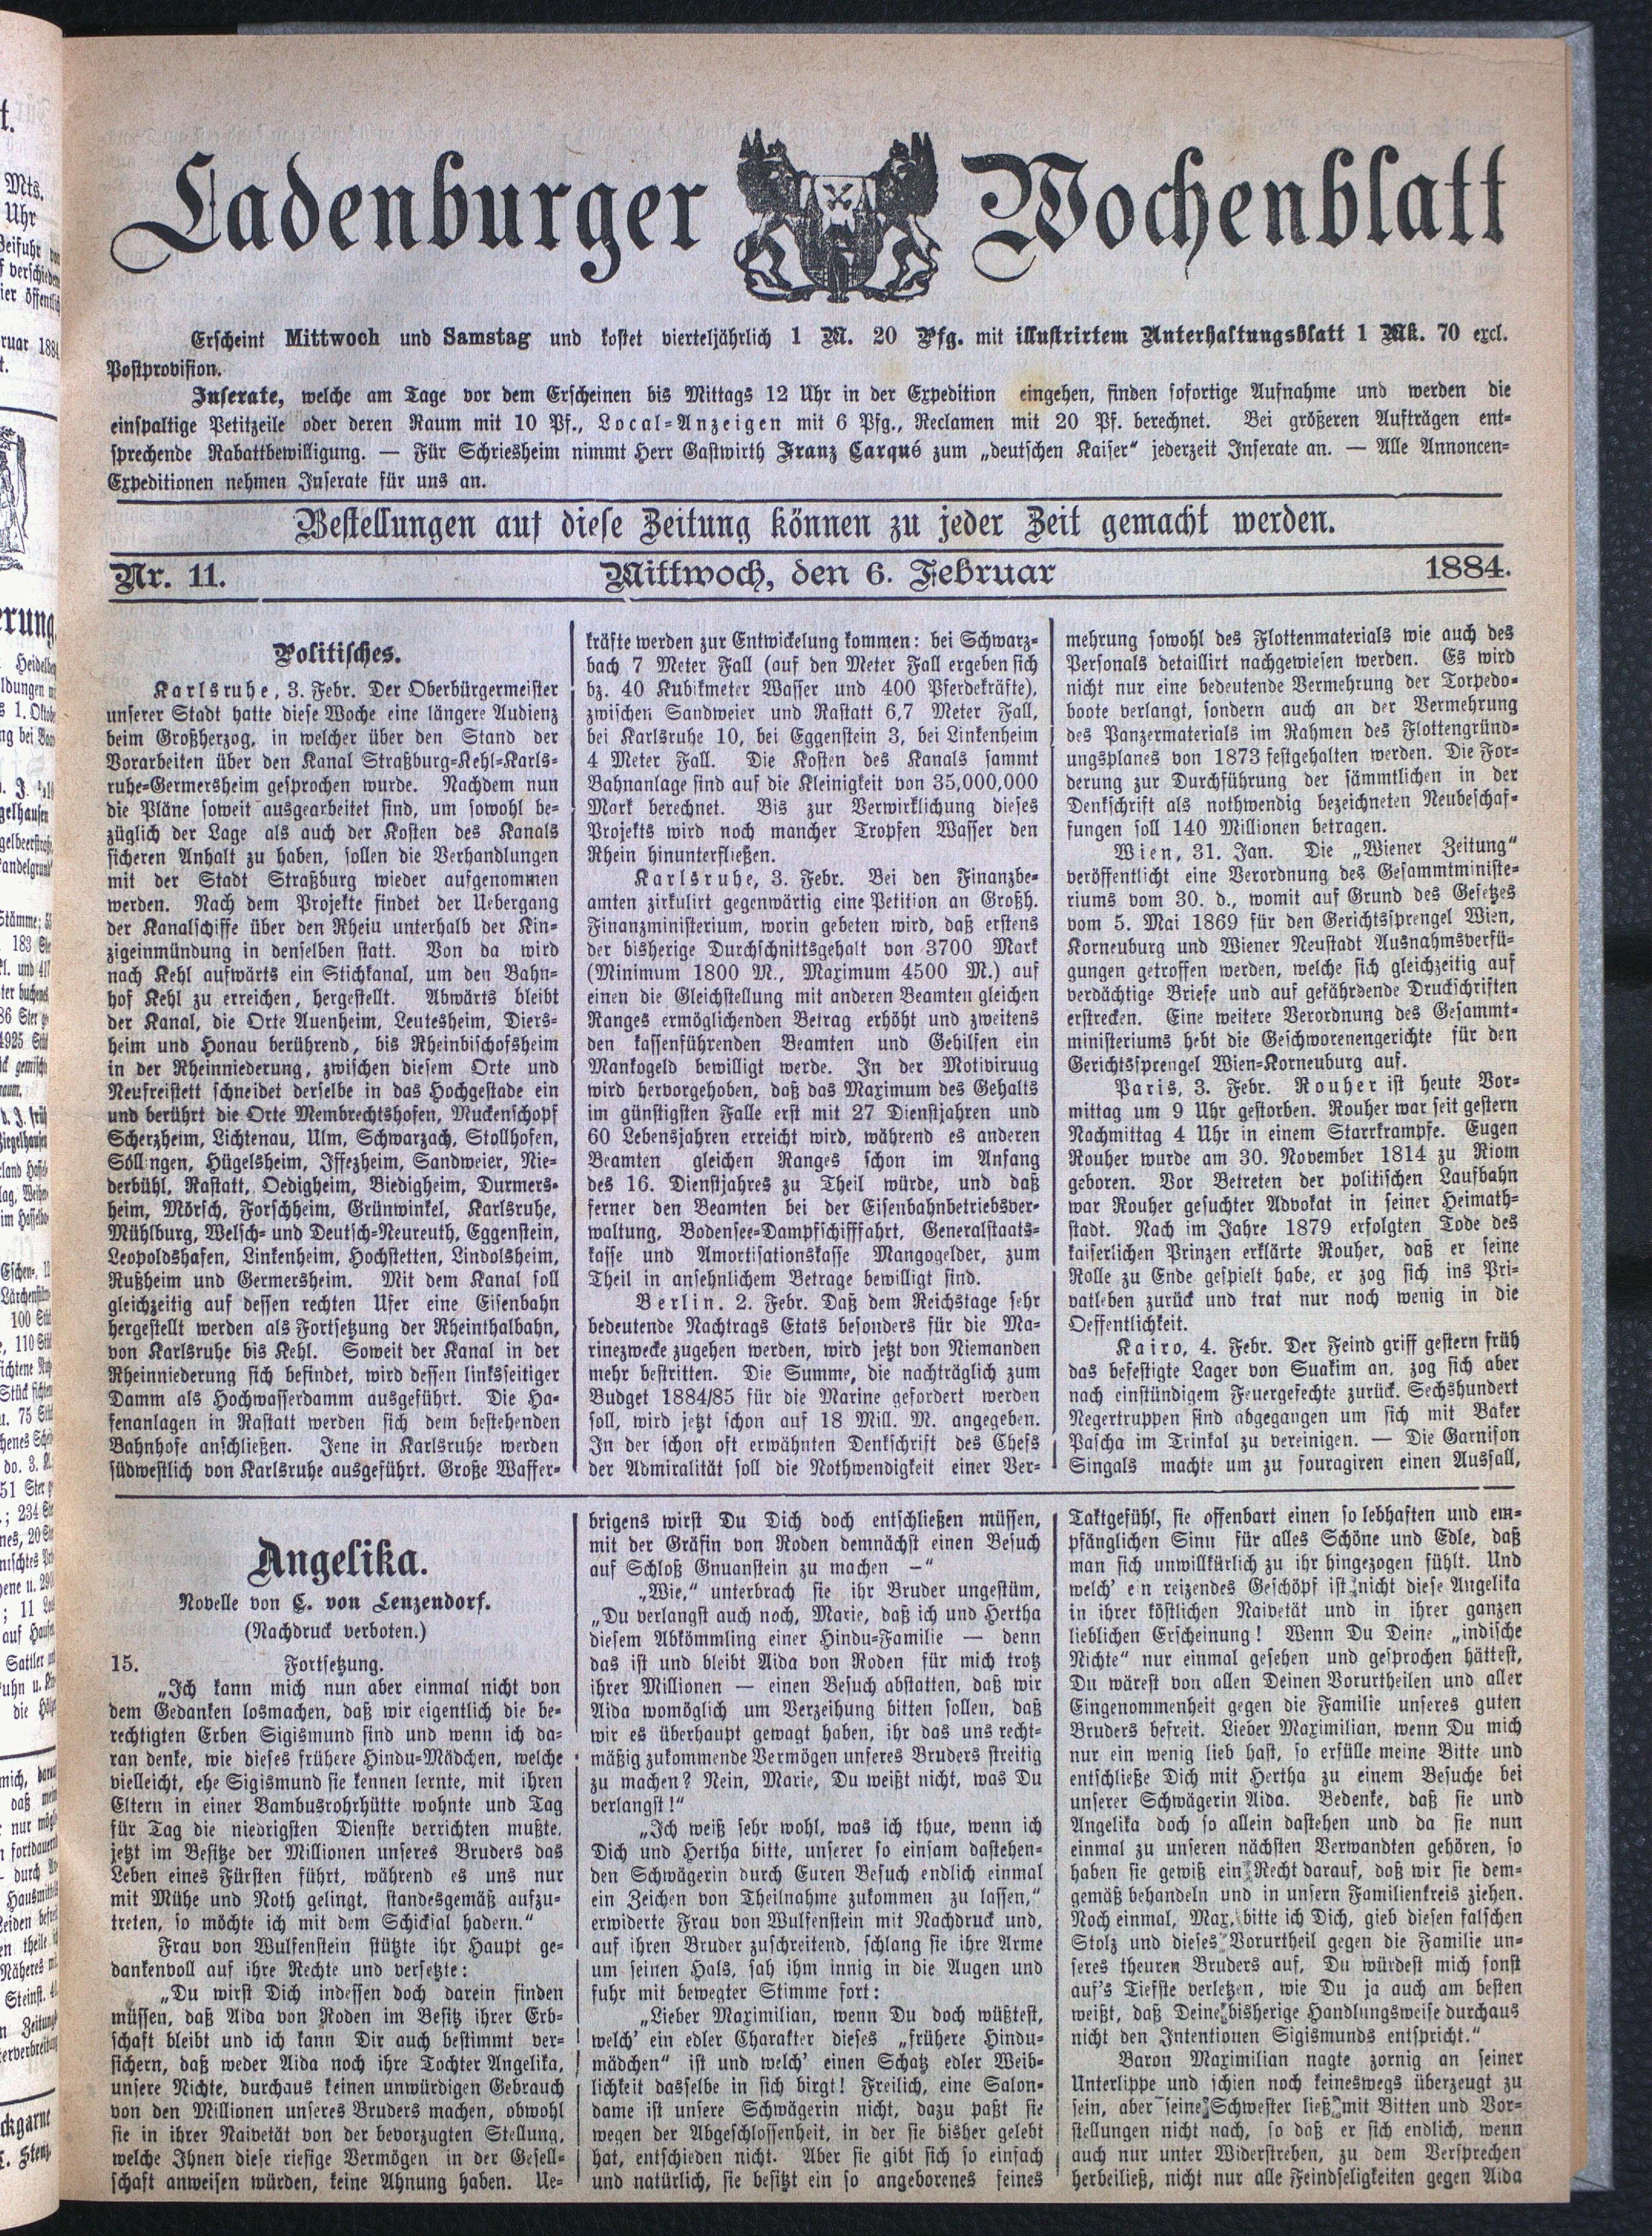 Ladenburger Wochenblatt
Erscheint Mittwoch und Samstag und kostet vierteljährlich 1 M. 20 Pfg. mit illustrirtem Unterhaltungsblatt 1 Mk. 70 excl.
Postprovision.
Inserate, welche am Tage vor dem Erscheinen bis Mittags 12 Uhr in der Expedition eingehen, finden sofortige Aufnahme und werden die
einspaltige Petitzeile oder deren Raum mit 10 Pf., Local-Anzeigen mit 6 Pfg., Reclamen mit 20 Pf. berechnet. Bei größeren Aufträgen ent-
sprechende Rabattbewilligung. — Für Schriesheim nimmt Herr Gastwirth Franz Carqué zum „deutschen Kaiser“ jederzeit Inserate an. — Alle Annoncen-
Expeditionen nehmen Inserate für uns an.
Bestellungen auf diese Zeitung können zu jeder Zeit gemacht werden.
Nr. 11. Mittwoch, den 6. Februar 1884.
Politisches.
Karlsruhe, 3. Febr. Der Oberbürgermeister
unserer Stadt hatte diese Woche eine längere Audienz
beim Großherzog, in welcher über den Stand der
Vorarbeiten über den Kanal Straßburg-Kehl-Karls-
ruhe-Germersheim gesprochen wurde. Nachdem nun
die Pläne soweit ausgearbeitet sind, um sowohl be-
züglich der Lage als auch der Kosten des Kanals
sicheren Anhalt zu haben, sollen die Verhandlungen
mit der Stadt Straßburg wieder aufgenommen
werden. Nach dem Projekte findet der Uebergang
der Kanalschiffe über den Rheiu unterhalb der Kin-
zigeinmündung in denselben statt. Von da wird
nach Kehl aufwärts ein Stichkanal, um den Bahn-
hof Kehl zu erreichen, hergestellt. Abwärts bleibt
der Kanal, die Orte Auenheim, Leutesheim, Diers-
heim und Honau berührend, bis Rheinbischofsheim
in der Rheinniederung, zwischen diesem Orte und
Neufreistett schneidet derselbe in das Hochgestade ein
und berührt die Orte Membrechtshofen, Muckenschopf
Scherzheim, Lichtenau, Ulm, Schwarzach, Stollhofen,
Söllingen, Hügelsheim, Iffezheim, Sandweier, Nie-
derbühl, Rastatt, Oedigheim, Biedigheim, Durmers-
heim, Mörsch, Forschheim, Grünwinkel, Karlsruhe,
Mühlburg, Welsch- und Deutsch-Neureuth, Eggenstein,
Leopoldshafen, Linkenheim, Hochstetten, Lindolsheim,
Rußheim und Germersheim. Mit dem Kanal soll
gleichzeitig auf dessen rechten Ufer eine Eisenbahn
hergestellt werden als Fortsetzung der Rheinthalbahn,
von Karlsruhe bis Kehl. Soweit der Kanal in der
Rheinniederung sich befindet, wird dessen linksseitiger
Damm als Hochwasserdamm ausgeführt. Die Ha-
fenanlagen in Rastatt werden sich dem bestehenden
Bahnhofe anschließen. Jene in Karlsruhe werden
südwestlich von Karlsruhe ausgeführt. Große Wasser-
kräfte werden zur Entwickelung kommen: bei Schwarz-
bach 7 Meter Fall (auf den Meter Fall ergeben sich
bz. 40 Kubikmeter Wasser und 400 Pferdekräfte),
zwischen Sandweier und Rastatt 6,7 Meter Fall,
bei Karlsruhe 10, bei Eggenstein 3, bei Linkenheim
4 Meter Fall. Die Kosten des Kanals sammt
Bahnanlage sind auf die Kleinigkeit von 35,000,000
Mark berechnet. Bis zur Verwirklichung dieses
Projekts wird noch mancher Tropfen Wasser den
Rhein hinunterfließen.
Karlsruhe, 3. Febr. Bei den Finanzbe-
amten zirkulirt gegenwärtig eine Petition an Großh.
Finanzministerium, worin gebeten wird, daß erstens
der bisherige Durchschnittsgehalt von 3700 Mark
(Minimum 1800 M., Maximum 4500 M.) auf
einen die Gleichstellung mit anderen Beamten gleichen
Ranges ermöglichenden Betrag erhöht und zweitens
den kassenführenden Beamten und Gehilfen ein
Mankogeld bewilligt werde. In der Motivirung
wird hervorgehoben, daß das Maximum des Gehalts
im günstigsten Falle erst mit 27 Dienstjahren und
60 Lebensjahren erreicht wird, während es anderen
Beamten gleichen Ranges schon im Anfang
des 16. Dienstjahres zu Theil würde, und daß
ferner den Beamten bei der Eisenbahnbetriebsver-
waltung, Bodensee-Dampfschifffahrt, Generalstaats-
kasse und Amortisationskasse Mangogelder, zum
Theil in ansehnlichem Betrage bewilligt sind.
Berlin. 2. Febr. Daß dem Reichstage sehr
bedeutende Nachtrags Etats besonders für die Ma-
rinezwecke zugehen werden, wird jetzt von Niemanden
mehr bestritten. Die Summe, die nachträglich zum
Budget 1884/85 für die Marine gefordert werden
soll, wird jetzt schon auf 18 Mill. M. angegeben.
In der schon oft erwähnten Denkschrift des Chefs
der Admiralität soll die Nothwendigkeit einer Ver-
mehrung sowohl des Flottenmaterials wie auch des
Personals detaillirt nachgewiesen werden. Es wird
nicht nur eine bedeutende Vermehrung der Torpedo-
boote verlangt, sondern auch an der Vermehrung
des Panzermaterials im Rahmen des Flottengründ-
ungsplanes von 1873 festgehalten werden. Die For-
derung zur Durchführung der sämmtlichen in der
Denkschrift als nothwendig bezeichneten Neubeschaf-
fungen soll 140 Millionen betragen.
Wien, 31. Jan. Die „Wiener Zeitung“
veröffentlicht eine Verordnung des Gesammtministe-
riums vom 30. d., womit auf Grund des Gesetzes
vom 5. Mai 1869 für den Gerichtssprengel Wien,
Korneuburg und Wiener Neustadt Ausnahmsverfü-
gungen getroffen werden, welche sich gleichzeitig auf
verdächtige Briefe und auf gefährdende Druckschriften
erstrecken. Eine weitere Verordnung des Gesammt-
ministeriums hebt die Geschworenengerichte für den
Gerichtssprengel Wien-Korneuburg auf.
Paris, 3. Febr. Rouher ist heute Vor-
mittag um 9 Uhr gestorben. Rouher war seit gestern
Nachmittag 4 Uhr in einem Starrkrampfe. Eugen
Rouher wurde am 30. November 1814 zu Riom
geboren. Vor Betreten der politischen Laufbahn
war Rouher gesuchter Advokat in seiner Heimath-
stadt. Nach im Jahre 1879 erfolgten Tode des
kaiserlichen Prinzen erklärte Rouher, daß er seine
Rolle zu Ende gespielt habe, er zog sich ins Pri-
vatleben zurück und trat nur noch wenig in die
Oeffentlichkeit.
Kairo, 4. Febr. Der Feind griff gestern früh
das befestigte Lager von Suakim an, zog sich aber
nach einstündigem Feuergefechte zurück. Sechshundert
Negertruppen sind abgegangen um sich mit Baker
Pascha im Trinkal zu vereinigen. — Die Garnison
Singals machte um zu fouragiren einen Ausfall,
Angelika.
Novelle von C. von Lenzendorf.
(Nachdruck verboten.)
15. Fortsetzung.
„Ich kann mich nun aber einmal nicht von
dem Gedanken losmachen, daß wir eigentlich die be-
rechtigten Erben Sigismund sind und wenn ich da-
ran denke, wie dieses frühere Hindu-Mädchen, welche
vielleicht, ehe Sigismund sie kennen lernte, mit ihren
Eltern in einer Bambusrohrhütte wohnte und Tag
für Tag die niedrigsten Dienste verrichten mußte,
jetzt im Besitze der Millionen unseres Bruders das
Leben eines Fürsten führt, während es uns nur
mit Mühe und Noth gelingt, standesgemäß aufzu-
treten, so möchte ich mit dem Schicksal hadern.“
Frau von Wulfenstein stützte ihr Haupt ge-
dankenvoll auf ihre Rechte und versetzte:
„Du wirst Dich indessen doch darein finden
müssen, daß Aida von Roden im Besitz ihrer Erb-
schaft bleibt und ich kann Dir auch bestimmt ver-
sichern, daß weder Aida noch ihre Tochter Angelika,
unsere Nichte, durchaus keinen unwürdigen Gebrauch
von den Millionen unseres Bruders machen, obwohl
sie in ihrer Naivetät von der bevorzugten Stellung,
welche Ihnen diese riesige Vermögen in der Gesell-
schaft anweisen würden, keine Ahnung haben. Ue-
brigens wirst Du Dich doch entschließen müssen,
mit der Gräfin von Roden demnächst einen Besuch
auf Schloß Gnuanstein zu machen —“
„Wie,“ unterbrach sie ihr Bruder ungestüm,
„Du verlangst auch noch, Marie, daß ich und Hertha
diesem Abkömmling einer Hindu-Familie — denn
das ist und bleibt Aida von Roden für mich trotz
ihrer Millionen — einen Besuch abstatten, daß wir
Aida womöglich um Verzeihung bitten sollen, daß
wir es überhaupt gewagt haben, ihr das uns recht-
mäßig zukommende Vermögen unseres Bruders streitig
zu machen? Nein, Marie, Du weißt nicht, was Du
verlangst!“
„Ich weiß sehr wohl, was ich thue, wenn ich
Dich und Hertha bitte, unserer so einsam dastehen-
den Schwägerin durch Euren Besuch endlich einmal
ein Zeichen von Theilnahme zukommen zu lassen,“
erwiderte Frau von Wulfenstein mit Nachdruck und,
auf ihren Bruder zuschreitend, schlang sie ihre Arme
um seinen Hals, sah ihm innig in die Augen und
fuhr mit bewegter Stimme fort:
„Lieber Maximilian, wenn Du doch wüßtest,
welch’ ein edler Charakter dieses „frühere Hindu-
mädchen“ ist und welch’ einen Schatz edler Weib-
lichkeit dasselbe in sich birgt! Freilich, eine Salon-
dame ist unsere Schwägerin nicht, dazu paßt sie
wegen der Abgeschlossenheit, in der sie bisher gelebt
hat, entschieden nicht. Aber sie gibt sich so einfach
und natürlich, sie besitzt ein so angeborenes feines
Taktgefühl, sie offenbart einen so lebhaften und em-
pfänglichen Sinn für alles Schöne und Edle, daß
man sich unwillkürlich zu ihr hingezogen fühlt. Und
welch’ ein reizendes Geschöpf ist nicht diese Angelika
in ihrer köstlichen Naivetät und in ihrer ganzen
lieblichen Erscheinung! Wenn Du Deine „indische
Nichte“ nur einmal gesehen und gesprochen hättest,
Du wärest von allen Deinen Vorurtheilen und aller
Eingenommenheit gegen die Familie unseres guten
Bruders befreit. Lieber Maximilian, wenn Du mich
nur ein wenig lieb hast, so erfülle meine Bitte und
entschließe Dich mit Hertha zu einem Besuche bei
unserer Schwägerin Aida. Bedenke, daß sie und
Angelika doch so allein dastehen und da sie nun
einmal zu unseren nächsten Verwandten gehören, so
haben sie gewiß ein Recht darauf, daß wir sie dem-
gemäß behandeln und in unsern Familienkreis ziehen.
Noch einmal, Max, bitte ich Dich, gieb diesen falschen
Stolz und dieses Vorurtheil gegen die Familie un-
seres theuren Bruders auf, Du würdest mich sonst
auf’s Tiefste verletzen, wie Du ja auch am besten
weißt, daß Deine bisherige Handlungsweise durchaus
nicht den Intentionen Sigismunds entspricht.“
Baron Maximilian nagte zornig an seiner
Unterlippe und schien noch keineswegs überzeugt zu
sein, aber seine Schwester ließ mit Bitten und Vor-
stellungen nicht nach, so daß er sich endlich, wenn
auch nur unter Widerstreben, zu dem Versprechen
herbeiließ, nicht nur alle Feindseligkeiten gegen Aida